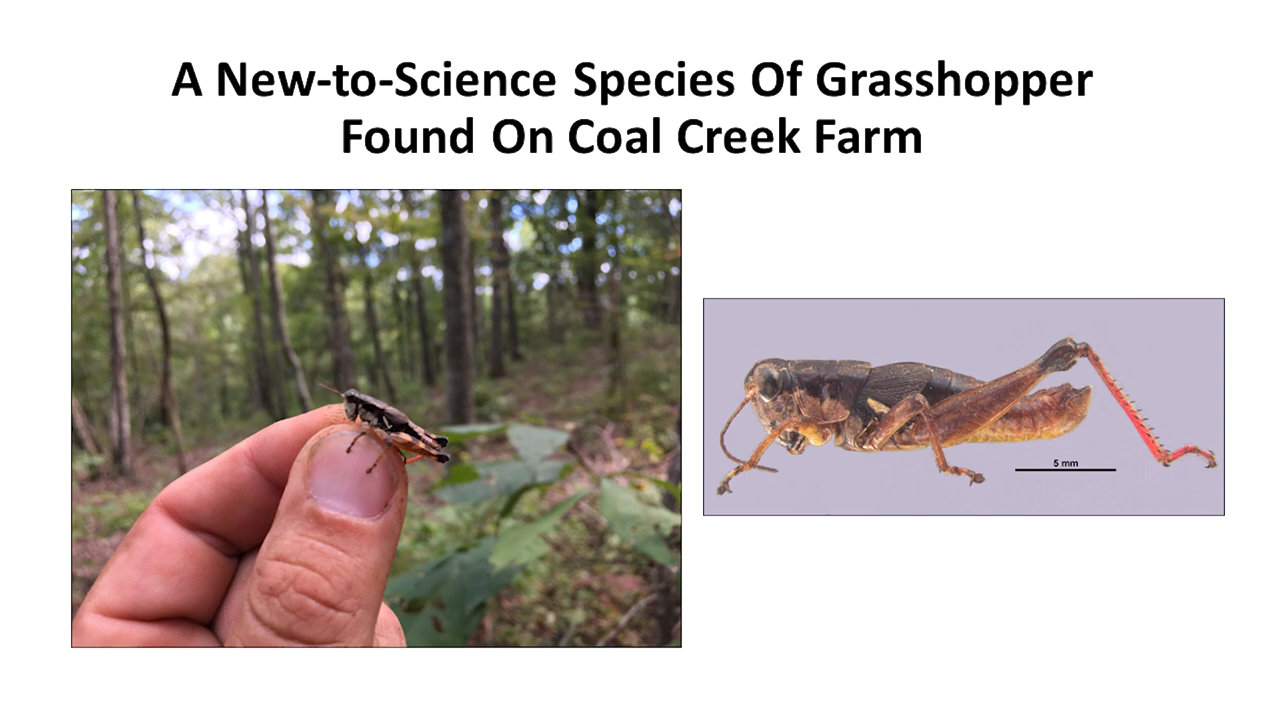 A New-to-Science Species Of Grasshopper
Found On Coal Creek Farm
5 mm